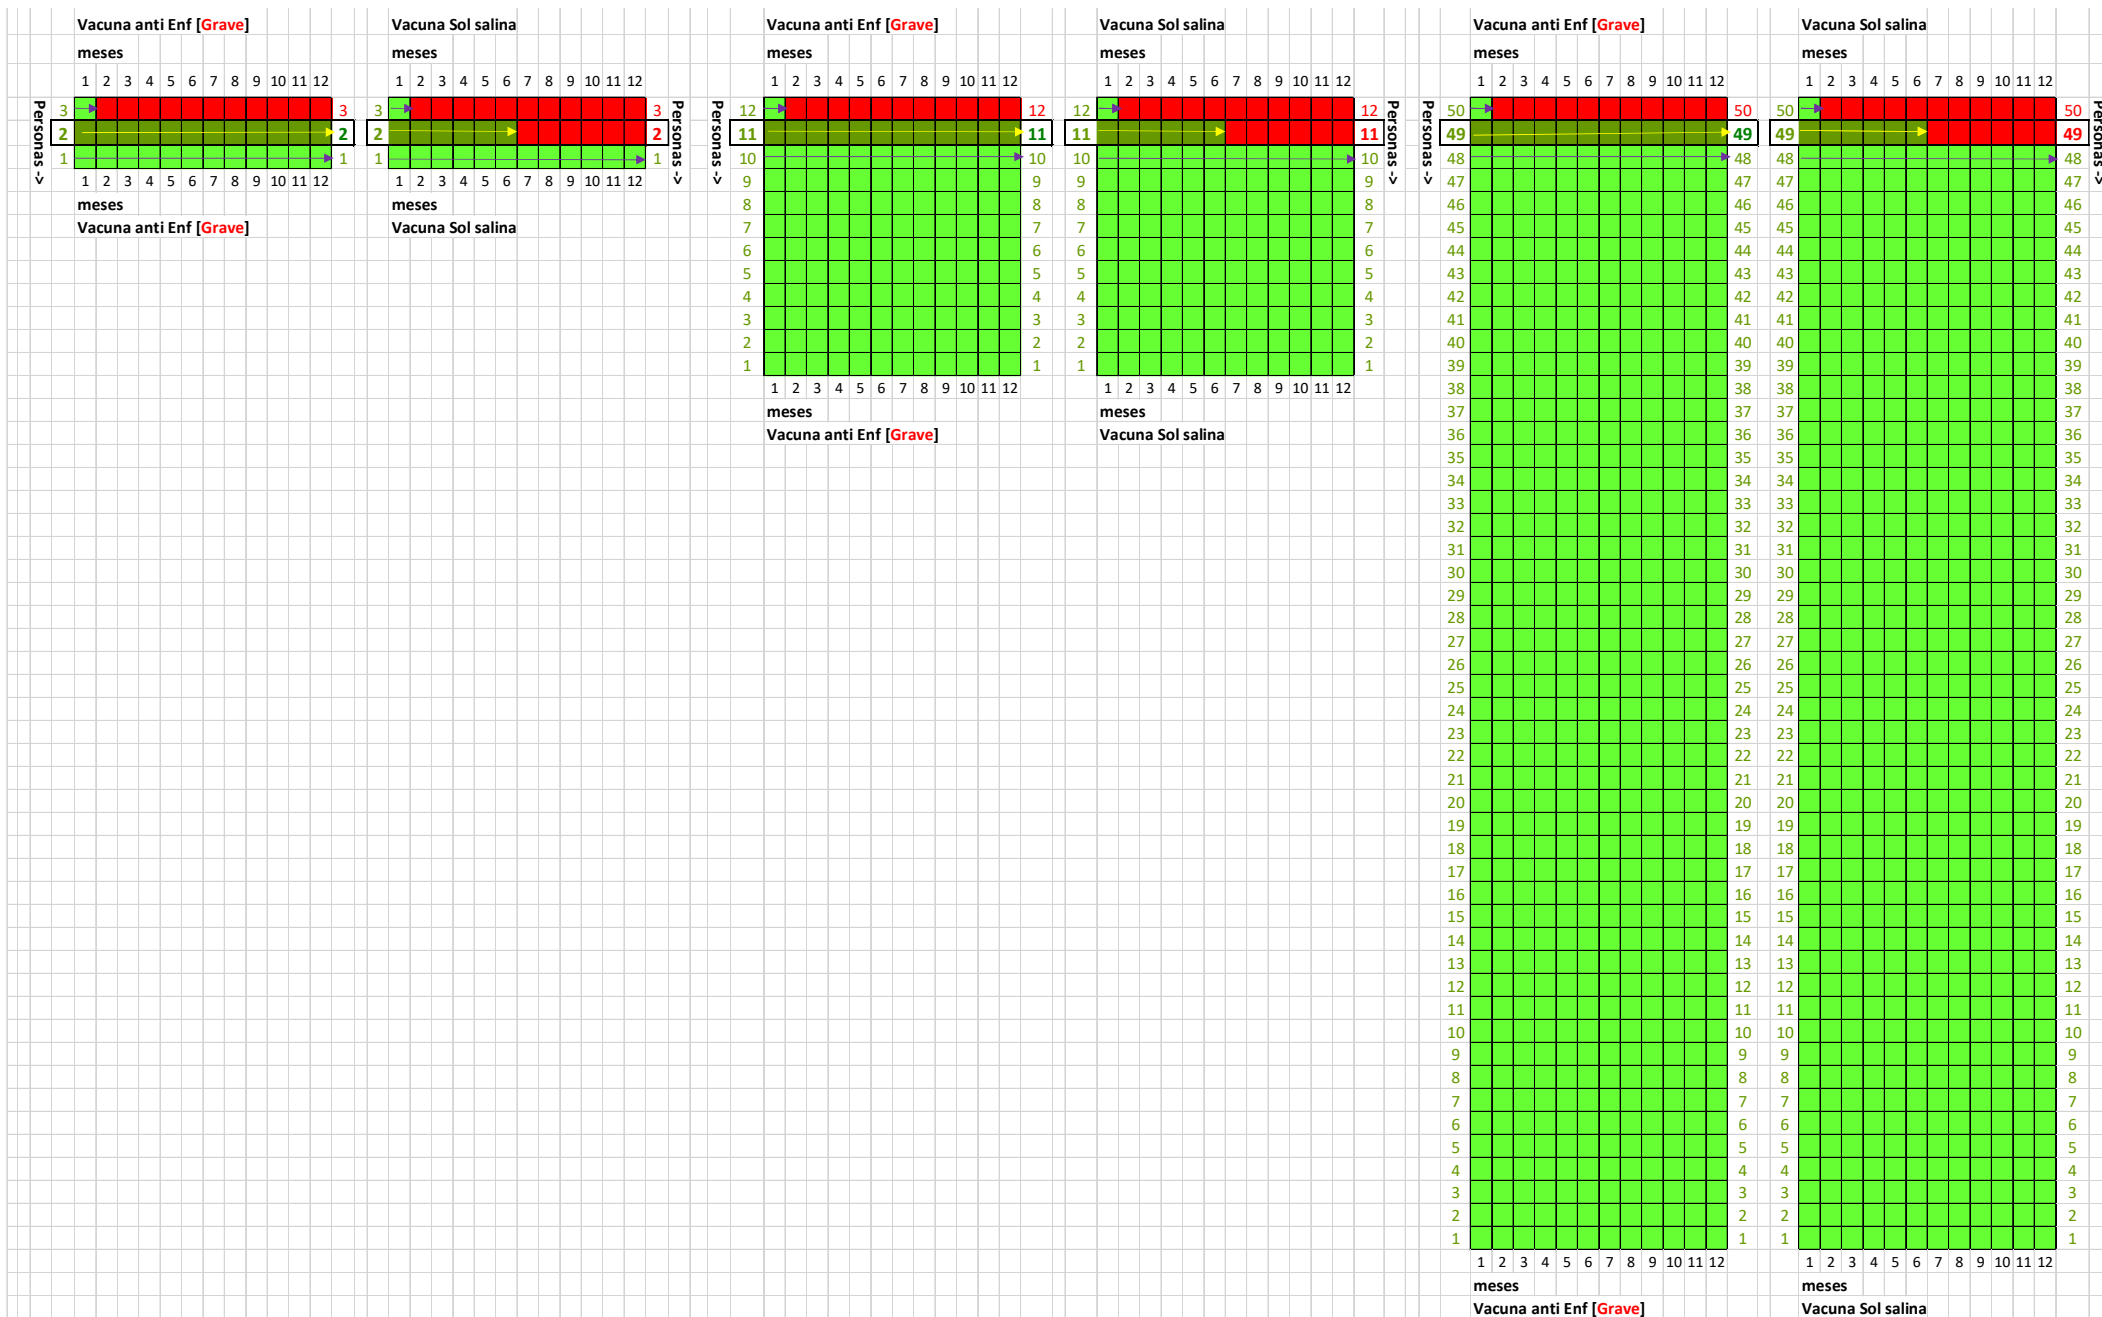 Vacuna anti Enf [Grave] Vacuna Sol salina Vacuna anti Enf [Grave] Vacuna Sol salina Vacuna anti Enf [Grave] Vacuna Sol salina
meses meses meses meses meses meses
1 2 3 4 5 6 7 8 9 10 11 12 1 2 3 4 5 6 7 8 9 10 11 12 1 2 3 4 5 6 7 8 9 10 11 12 1 2 3 4 5 6 7 8 9 10 11 12 1 2 3 4 5 6 7 8 9 10 11 12 1 2 3 4 5 6 7 8 9 10 11 12
Personas ->
Personas ->
Personas ->
Personas ->
Personas ->
Personas ->
3 3 3 3 12 12 12 12 50 50 50 50
2 2 2 2 11 11 11 11 49 49 49 49
1 1 1 1 10 10 10 10 48 48 48 48
1 2 3 4 5 6 7 8 9 10 11 12 1 2 3 4 5 6 7 8 9 10 11 12 9 9 9 9 47 47 47 47
meses meses 8 8 8 8 46 46 46 46
Vacuna anti Enf [Grave] Vacuna Sol salina 7 7 7 7 45 45 45 45
6 6 6 6 44 44 44 44
5 5 5 5 43 43 43 43
4 4 4 4 42 42 42 42
3 3 3 3 41 41 41 41
2 2 2 2 40 40 40 40
1 1 1 1 39 39 39 39
1 2 3 4 5 6 7 8 9 10 11 12 1 2 3 4 5 6 7 8 9 10 11 12 38 38 38 38
meses meses 37 37 37 37
Vacuna anti Enf [Grave] Vacuna Sol salina 36 36 36 36
35 35 35 35
34 34 34 34
33 33 33 33
32 32 32 32
31 31 31 31
30 30 30 30
29 29 29 29
28 28 28 28
27 27 27 27
26 26 26 26
25 25 25 25
24 24 24 24
23 23 23 23
22 22 22 22
21 21 21 21
20 20 20 20
19 19 19 19
18 18 18 18
17 17 17 17
16 16 16 16
15 15 15 15
14 14 14 14
13 13 13 13
12 12 12 12
11 11 11 11
10 10 10 10
9 9 9 9
8 8 8 8
7 7 7 7
6 6 6 6
5 5 5 5
4 4 4 4
3 3 3 3
2 2 2 2
1 1 1 1
1 2 3 4 5 6 7 8 9 10 11 12 1 2 3 4 5 6 7 8 9 10 11 12
meses meses
Vacuna anti Enf [Grave] Vacuna Sol salina